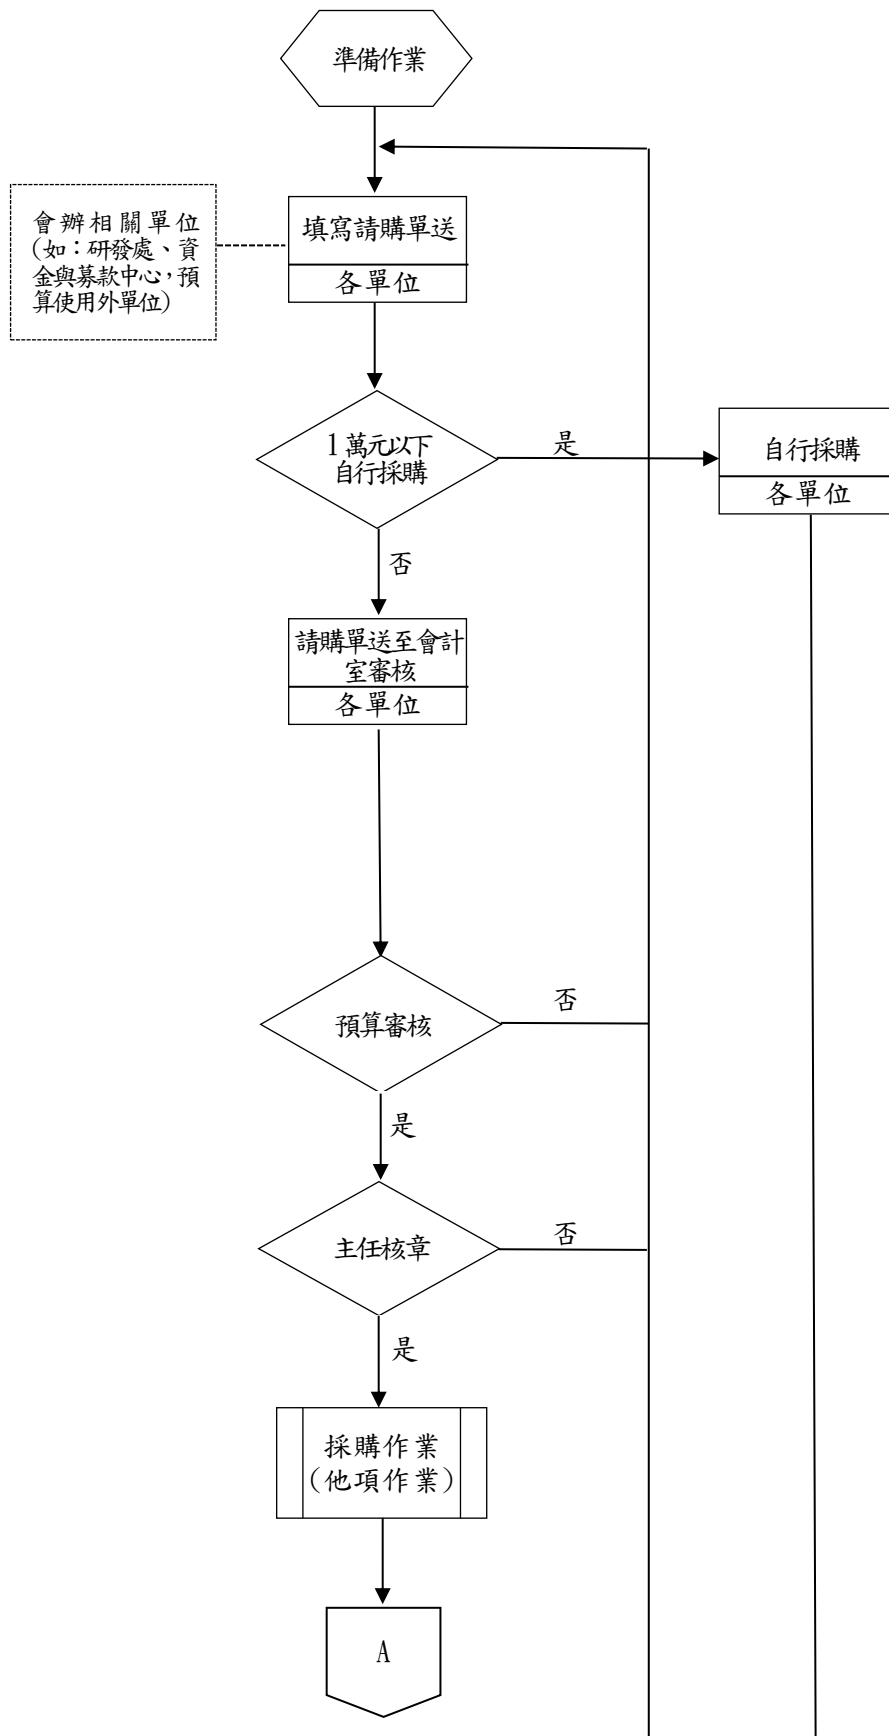 準備作業
會辦相關單位
(如：研發處、資
金與募款中心，預
算使用外單位)
填寫請購單送
各單位
1萬元以下
自行採購
是
自行採購
各單位
否
請購單送至會計
室審核
各單位
預算審核
否
是
主任核章
否
是
採購作業
(他項作業)
A